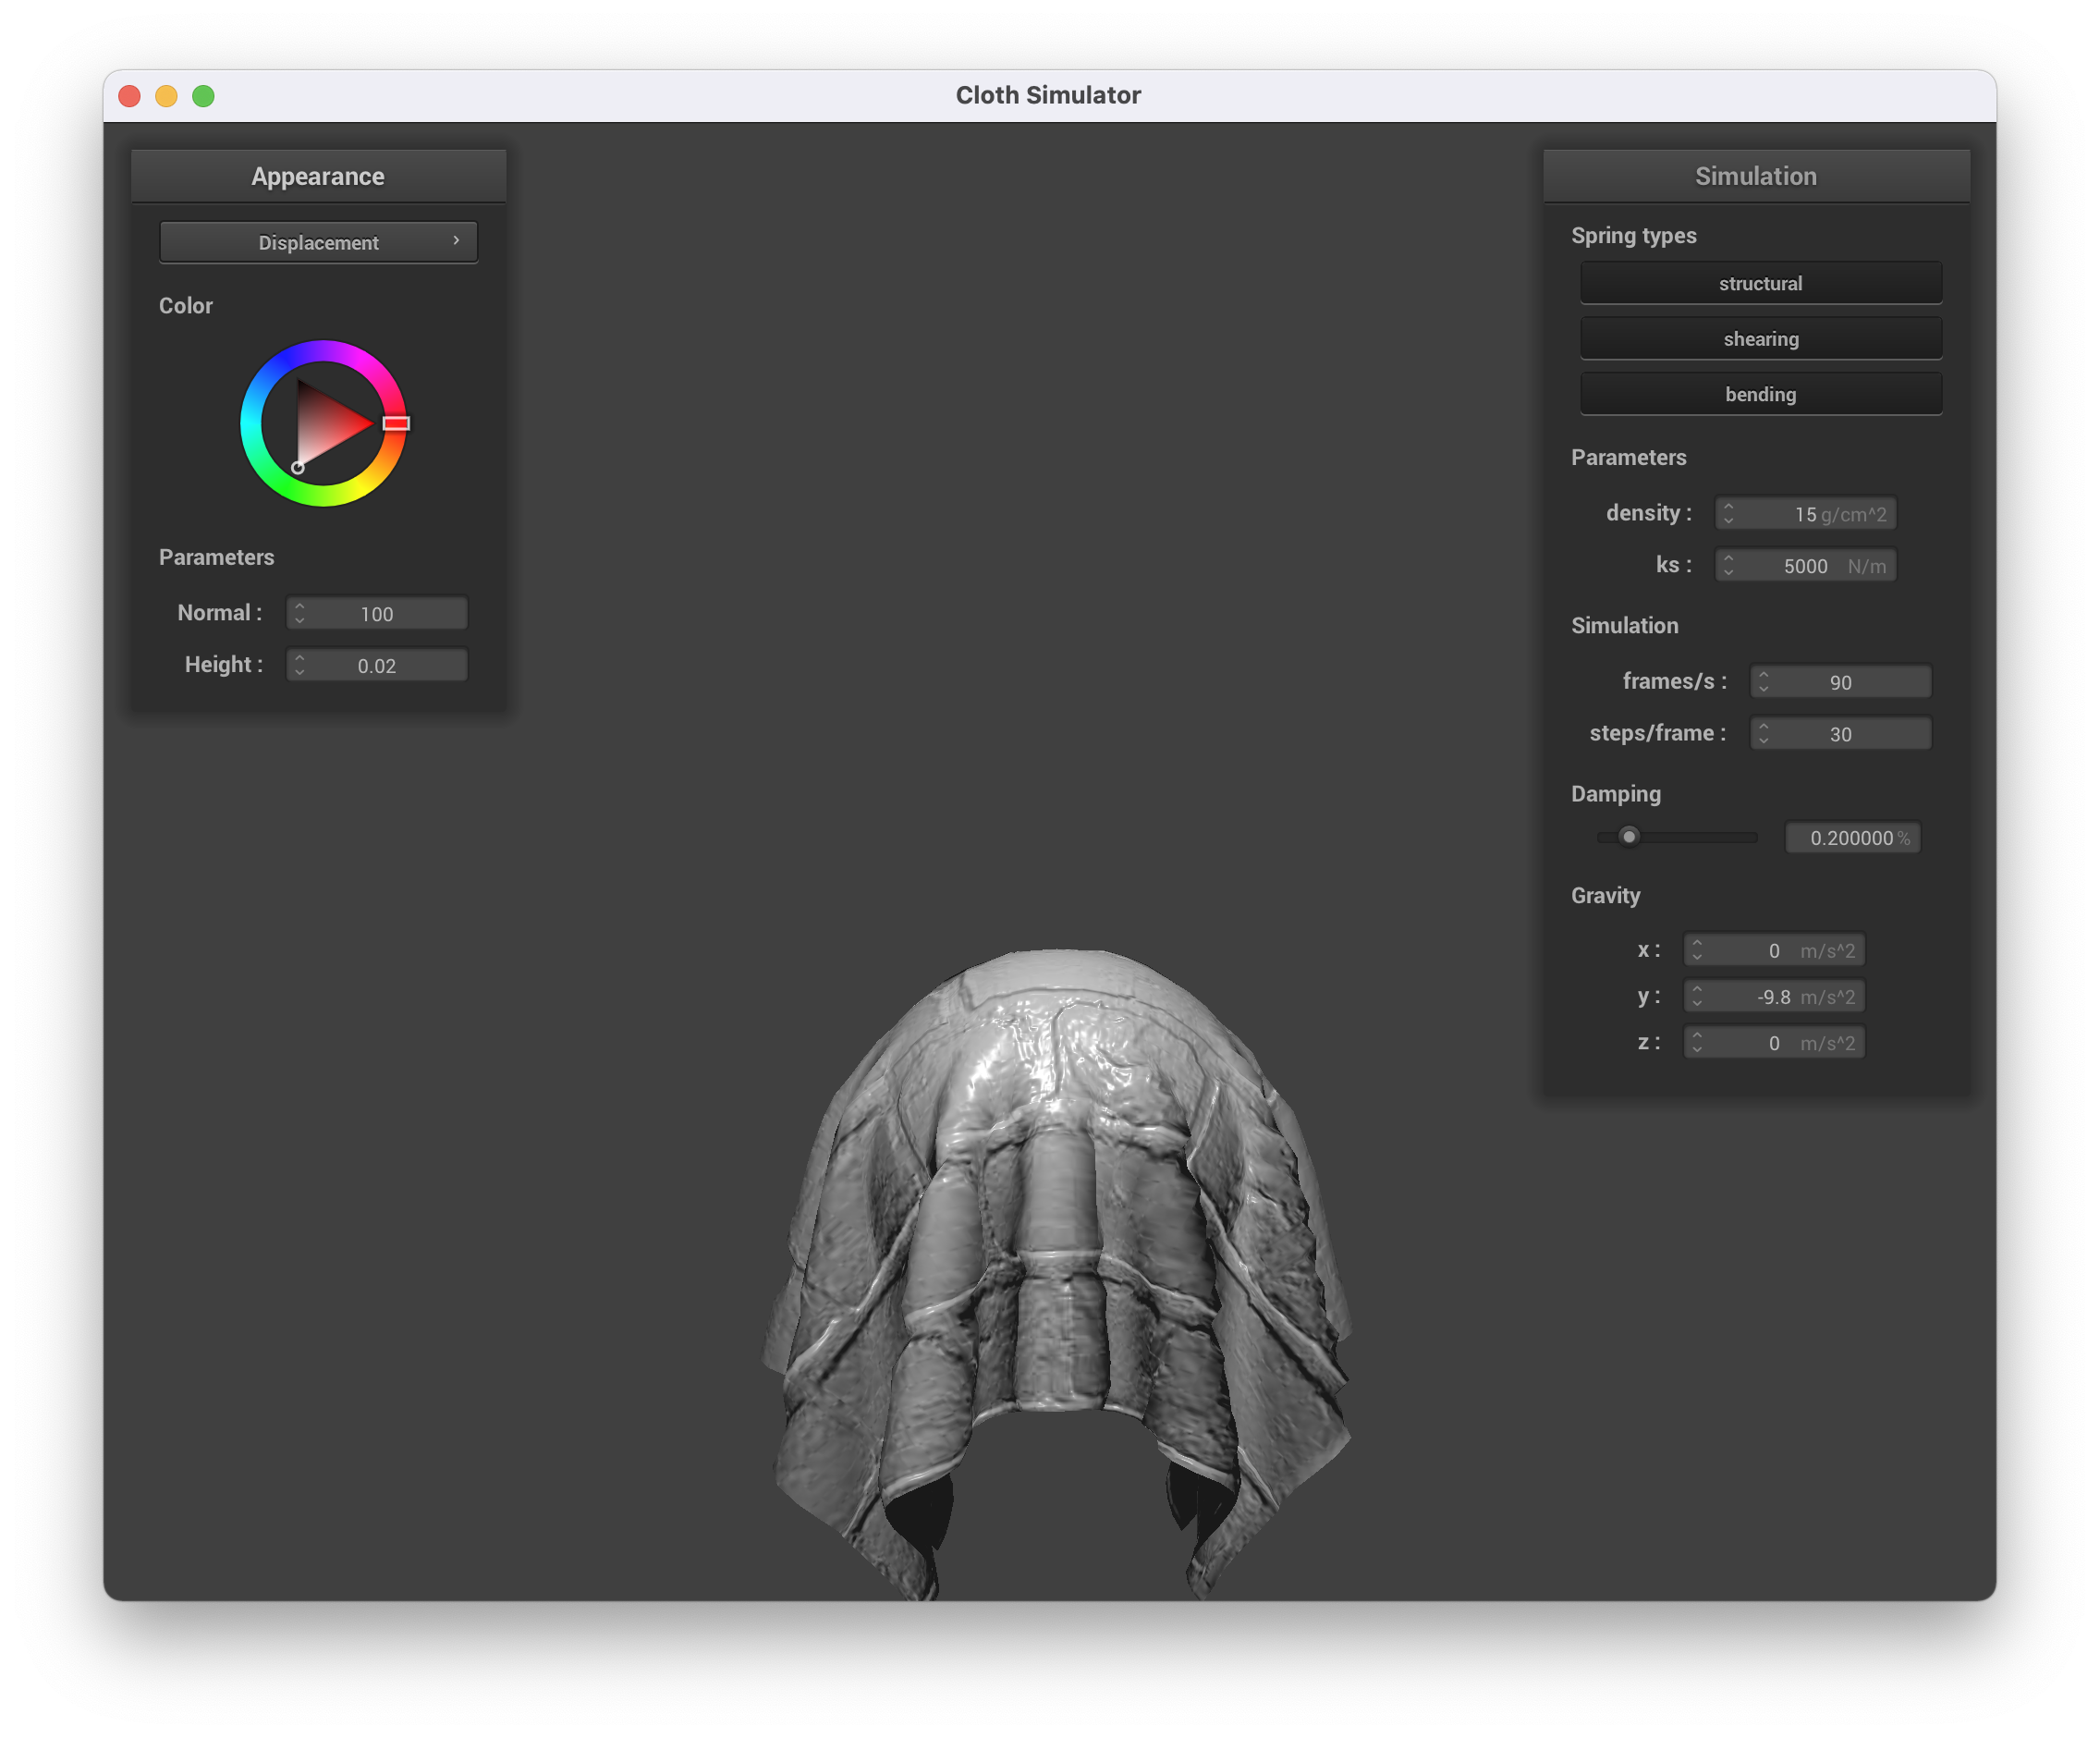 Cloth Simulator
Appearance
Displacement
Color
Parameters
Normal : 100
Height : 0.02
Simulation
Spring types
structural
shearing
bending
Parameters
density : 15 g/cm^2
ks : 5000 N/m
Simulation
frames/s : 90
steps/frame : 30
Damping
0.200000 %
Gravity
x : 0 m/s^2
y : -9.8 m/s^2
z : 0 m/s^2